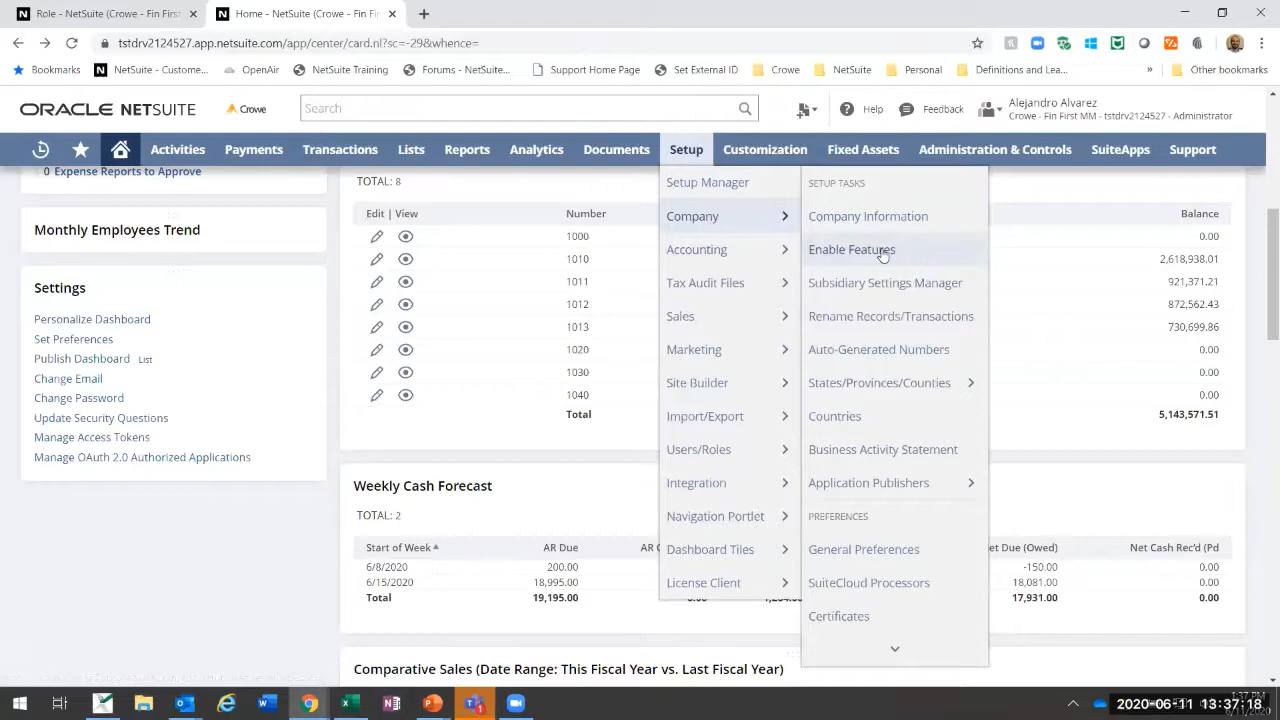 Role - NetSuite (Crowe - Fin First
Home - NetSuite (Crowe - Fin Fi
tstdrv2124527.app.netsuite.com/app/center/card.nl?sc=-29&whence=
Bookmarks
NetSuite - Custome...
OpenAir
NetSuite Training
Forums - NetSuite...
Support Home Page
Set External ID
Crowe
NetSuite
Personal
Definitions and Lea...
»
Other bookmarks
ORACLE NETSUITE
Crowe
Search
Help
Feedback
Alejandro Alvarez
Crowe - Fin First MM - tstdrv2124527 - Administrator
Activities
Payments
Transactions
Lists
Reports
Analytics
Documents
Setup
Customization
Fixed Assets
Administration & Controls
SuiteApps
Support
0 Expense Reports to Approve
Monthly Employees Trend
Settings
Personalize Dashboard
Set Preferences
Publish Dashboard List
Change Email
Change Password
Update Security Questions
Manage Access Tokens
Manage OAuth 2.0 Authorized Applications
TOTAL: 8
Edit | View Number Balance
1000 0.00
1010 2,618,938.01
1011 921,371.21
1012 872,562.43
1013 730,699.86
1020 0.00
1030 0.00
1040 0.00
Total 5,143,571.51
Setup Manager
Company
Accounting
Tax Audit Files
Sales
Marketing
Site Builder
Import/Export
Users/Roles
Integration
Navigation Portlet
Dashboard Tiles
License Client
SETUP TASKS
Company Information
Enable Features
Subsidiary Settings Manager
Rename Records/Transactions
Auto-Generated Numbers
States/Provinces/Counties
Countries
Business Activity Statement
Application Publishers
PREFERENCES
General Preferences
SuiteCloud Processors
Certificates
Weekly Cash Forecast
TOTAL: 2
Start of Week AR Due et Due (Owed) Net Cash Rec'd (Pd
6/8/2020 200.00 -150.00 0.00
6/15/2020 18,995.00 18,081.00 0.00
Total 19,195.00 17,931.00 0.00
Comparative Sales (Date Range: This Fiscal Year vs. Last Fiscal Year)
2020-06-11 13:37:18